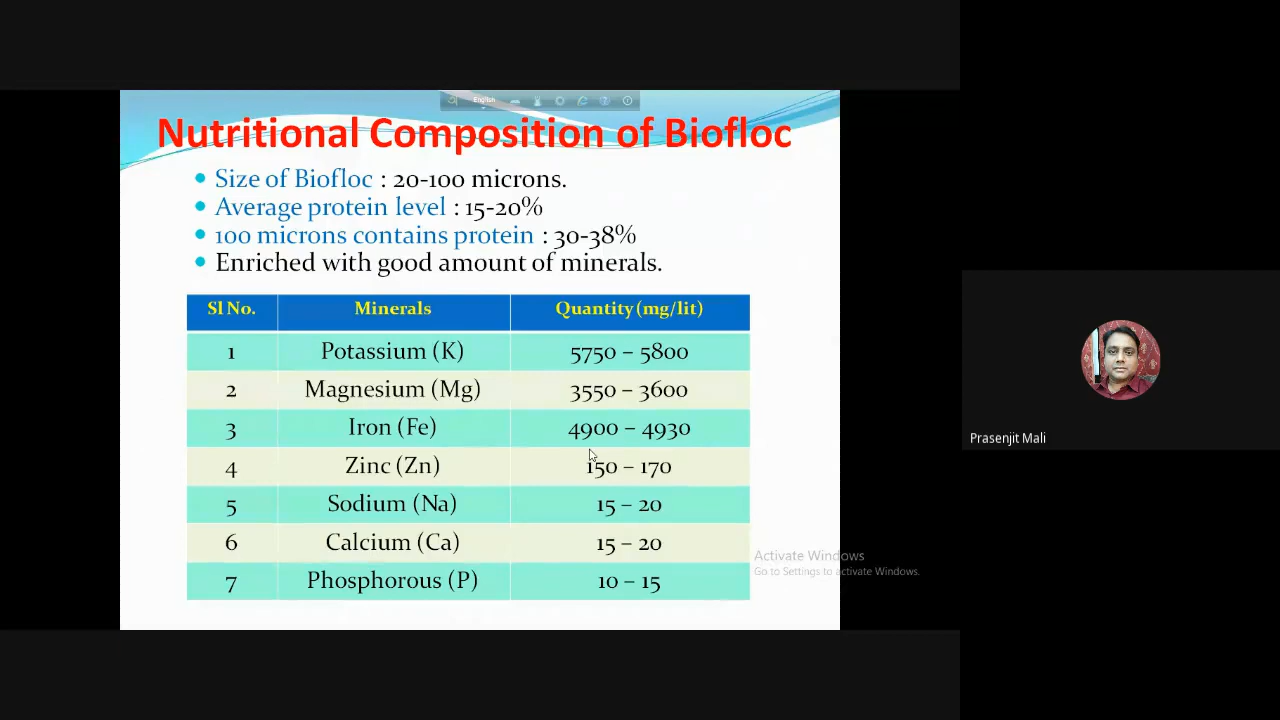 English
Nutritional Composition of Biofloc
Size of Biofloc : 20-100 microns.
Average protein level : 15-20%
100 microns contains protein : 30-38%
Enriched with good amount of minerals.
Sl No. Minerals Quantity (mg/lit)
1 Potassium (K) 5750 – 5800
2 Magnesium (Mg) 3550 – 3600
3 Iron (Fe) 4900 – 4930
4 Zinc (Zn) 150 – 170
5 Sodium (Na) 15 – 20
6 Calcium (Ca) 15 – 20
7 Phosphorous (P) 10 – 15
Activate Windows
Go to Settings to activate Windows.
Prasenjit Mali